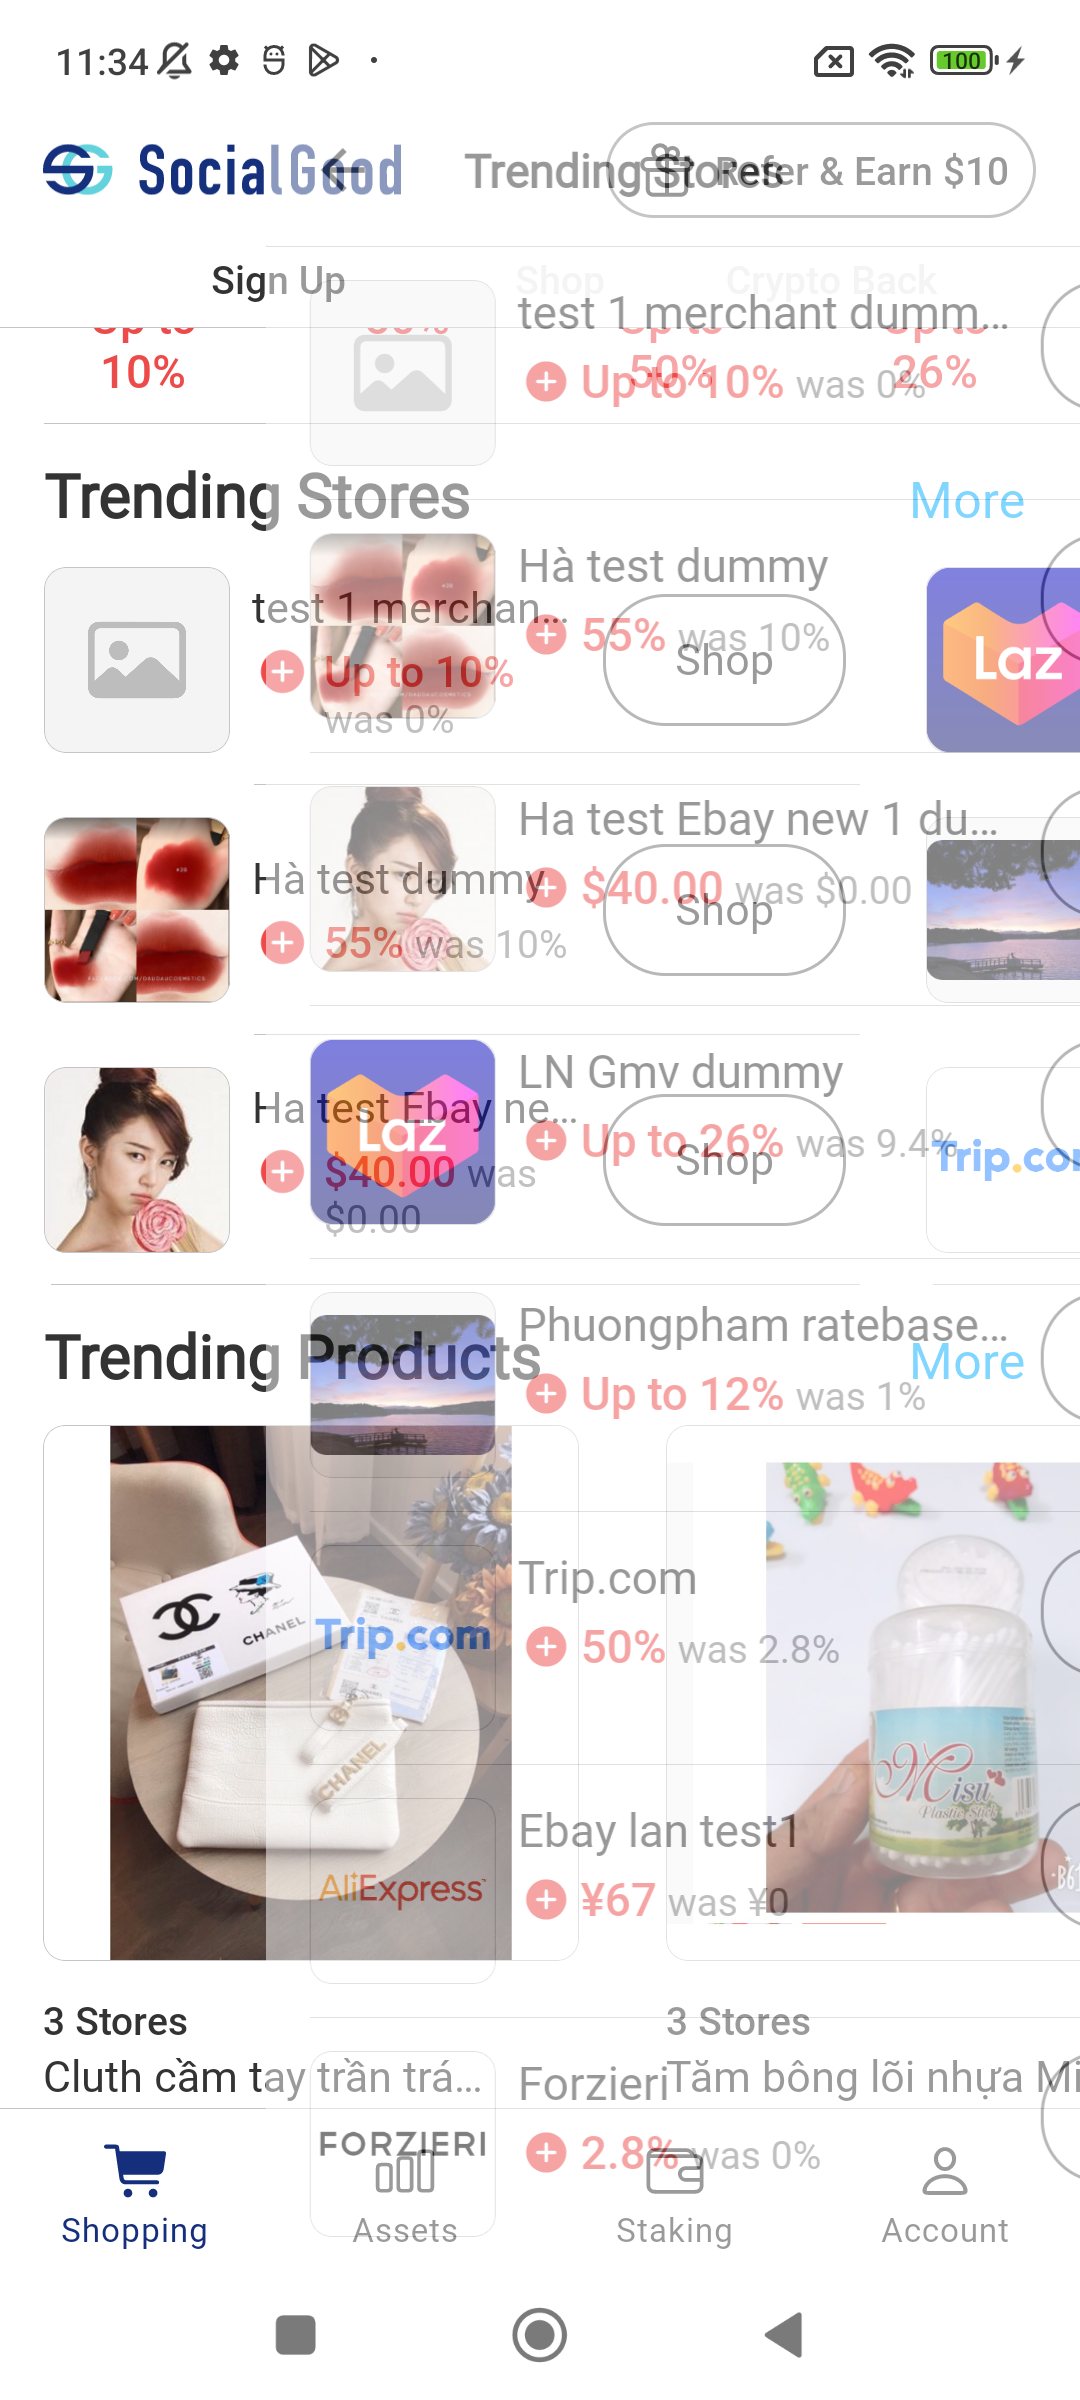 11:34
100
SocialGood
Trending Stores
Refer & Earn $10
Sign Up
Shop
Crypto Back
Up to
10%
50%
Up to
26%
test 1 merchant dumm...
Up to 10% was 0%
Trending Stores
More
Hà test dummy
55% was 10%
test 1 merchan...
Up to 10%
was 0%
Shop
Laz
Ha test Ebay new 1 du...
$40.00 was $0.00
Hà test dummy
55% was 10%
Shop
LN Gmv dummy
Up to 26% was 9.4%
Laz
Ha test Ebay ne...
$40.00 was
$0.00
Shop
Trip.com
Phuongpham ratebase...
Up to 12% was 1%
Trending Products
More
CHANEL
Trip.com
Trip.com
50% was 2.8%
CHANEL
Misu
Plastic Stick
Ebay lan test1
¥67 was ¥0
AliExpress
3 Stores
Cluth cầm tay trần trá...
3 Stores
Tăm bông lõi nhựa Mi
Forzieri
2.8% was 0%
FORZIERI
Shopping
Assets
Staking
Account